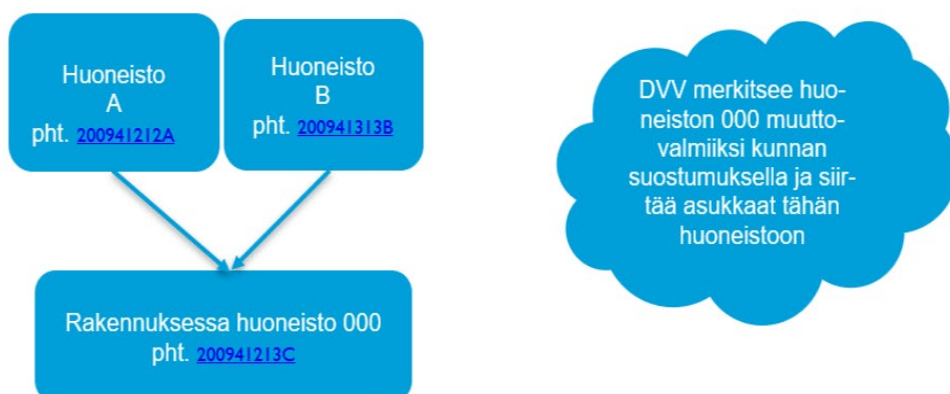 Huoneisto
A
pht. 200941212A
Huoneisto
B
pht. 200941313B
Rakennuksessa huoneisto 000
pht. 200941213C
DVV merkitsee huo-
neiston 000 muutto-
valmiiksi kunnan
suostumuksella ja siir-
tää asukkaat tähän
huoneistoon